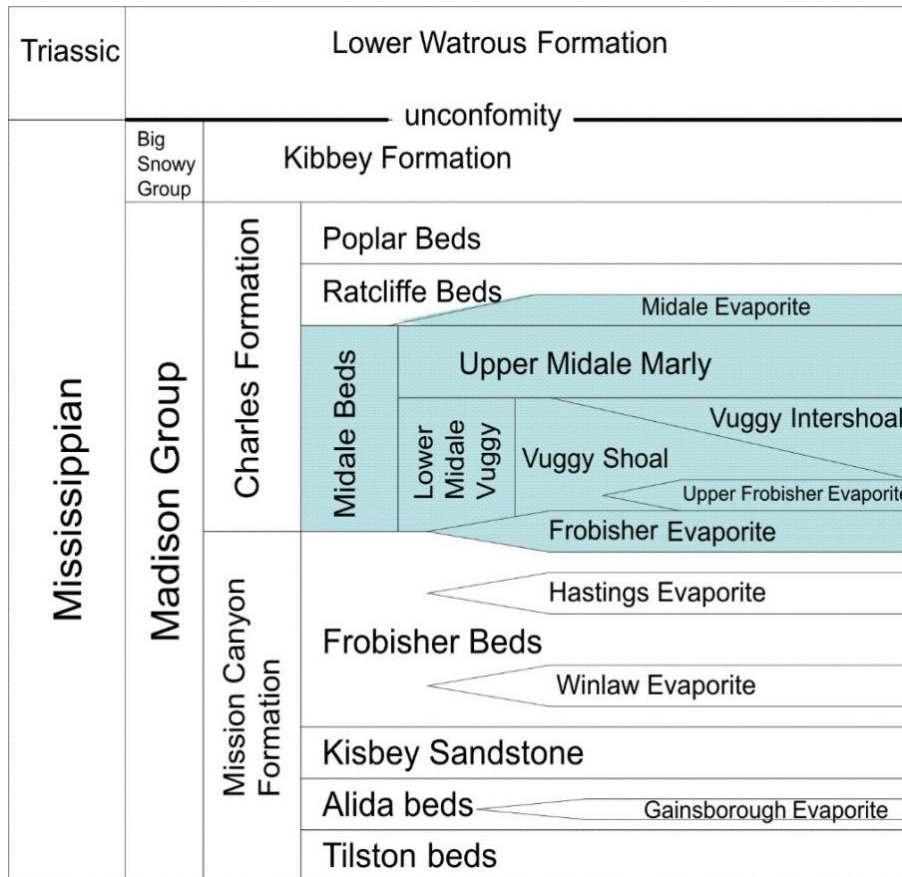 Triassic
Lower Watrous Formation
unconfomity
Big
Snowy
Group
Kibbey Formation
Mississippian
Madison Group
Charles Formation
Poplar Beds
Ratcliffe Beds
Midale Evaporite
Midale Beds
Upper Midale Marly
Lower
Midale
Vuggy
Vuggy Shoal
Vuggy Intershoal
Upper Frobisher Evaporite
Frobisher Evaporite
Mission Canyon
Formation
Hastings Evaporite
Frobisher Beds
Winlaw Evaporite
Kisbey Sandstone
Alida beds
Gainsborough Evaporite
Tilston beds